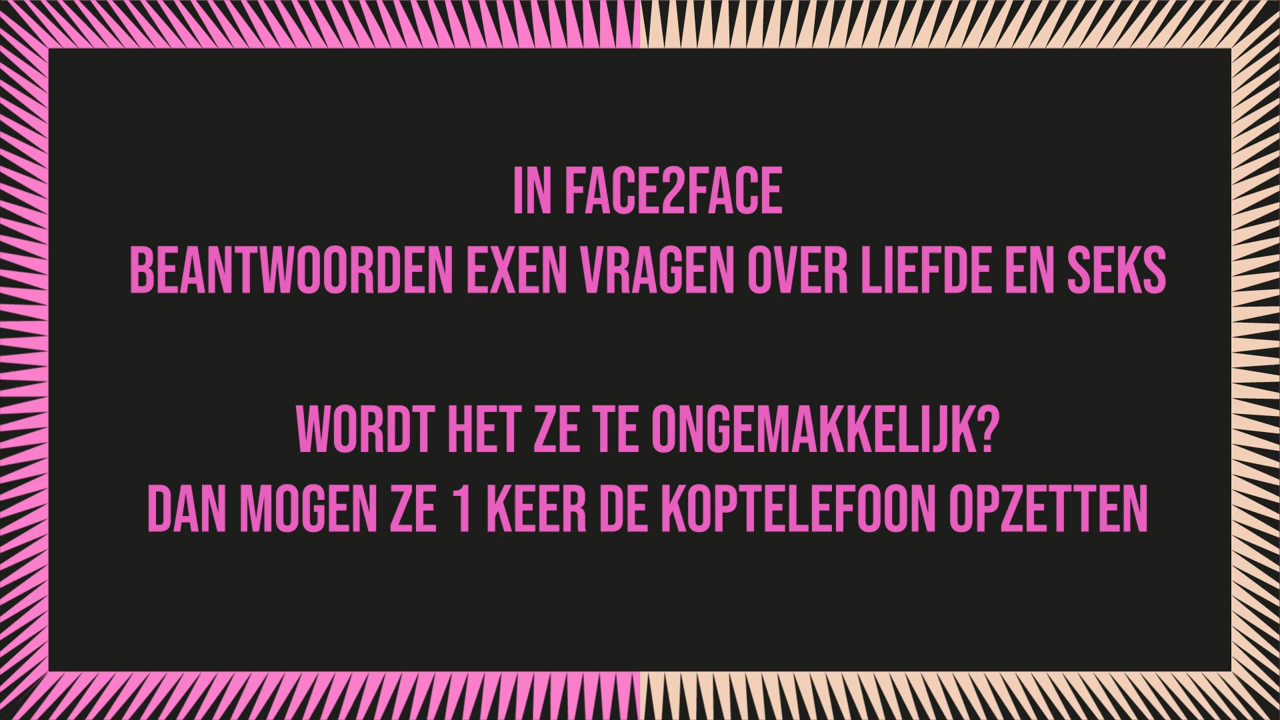 IN FACE2FACE
BEANTWOORDEN EXEN VRAGEN OVER LIEFDE EN SEKS
WORDT HET ZE TE ONGEMAKKELIJK?
DAN MOGEN ZE 1 KEER DE KOPTELEFOON OPZETTEN